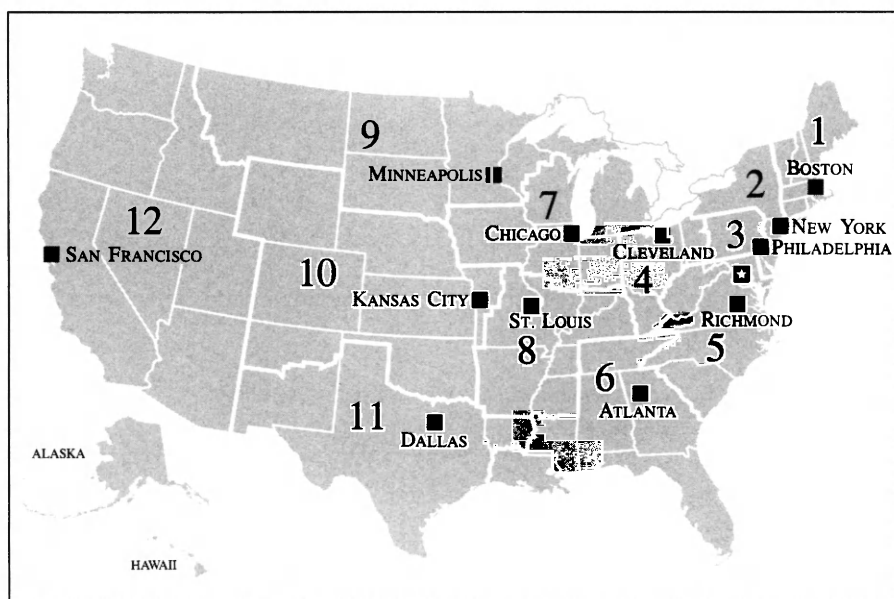 1
BOSTON
9
2
MINNEAPOLIS
7
12
CHICAGO
NEW YORK
3
CLEVELAND
PHILADELPHIA
SAN FRANCISCO
10
4
KANSAS CITY
ST. LOUIS
RICHMOND
8
5
6
11
ATLANTA
DALLAS
ALASKA
HAWAII